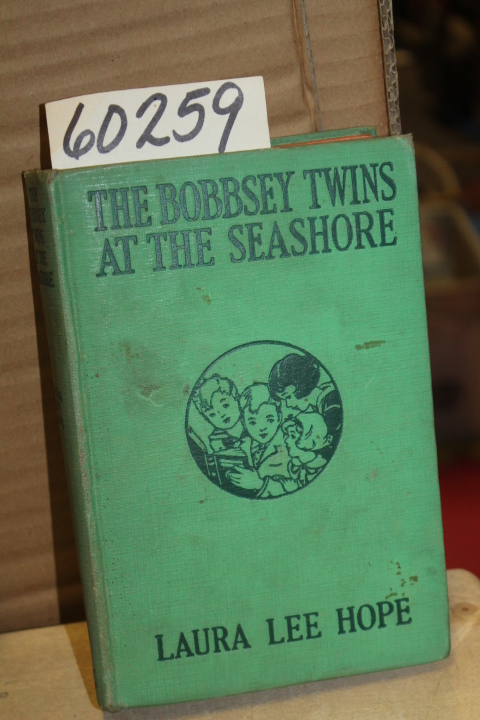 60259
THE BOBBSEY TWINS
AT THE SEASHORE
LAURA LEE HOPE